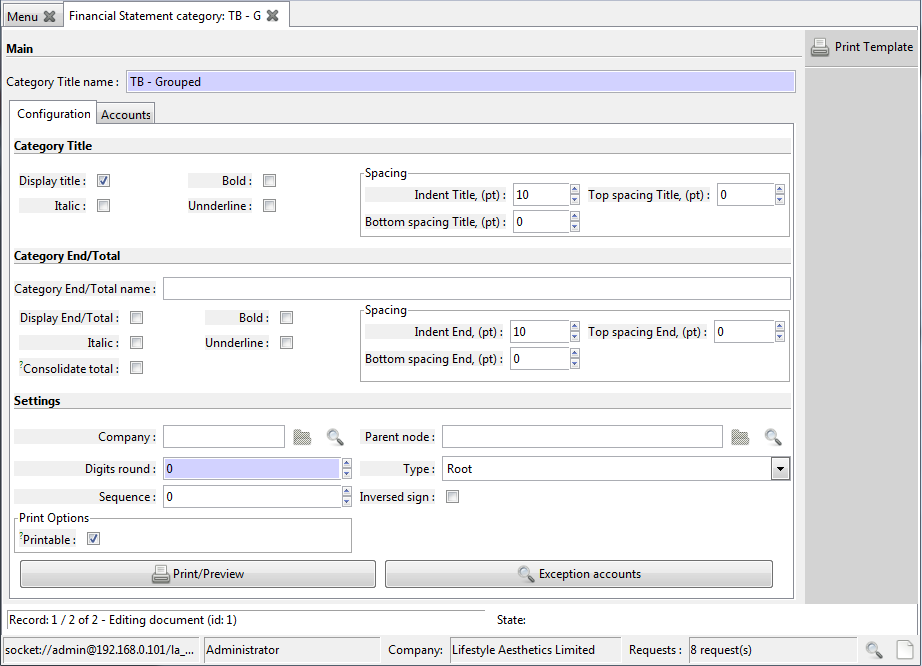 Menu Financial Statement category: TB - G
Main
Print Template
Category Title name : TB - Grouped
Configuration Accounts
Category Title
Display title : Bold :
Italic : Unnderline :
Spacing
Indent Title, (pt) : 10 Top spacing Title, (pt) : 0
Bottom spacing Title, (pt) : 0
Category End/Total
Category End/Total name :
Display End/Total : Bold :
Italic : Unnderline :
?Consolidate total :
Spacing
Indent End, (pt) : 10 Top spacing End, (pt) : 0
Bottom spacing End, (pt) : 0
Settings
Company : Parent node :
Digits round : 0 Type : Root
Sequence : 0 Inversed sign :
Print Options
?Printable :
Print/Preview Exception accounts
Record: 1 / 2 of 2 - Editing document (id: 1) State:
socket://admin@192.168.0.101/la_... Administrator Company: Lifestyle Aesthetics Limited Requests : 8 request(s)